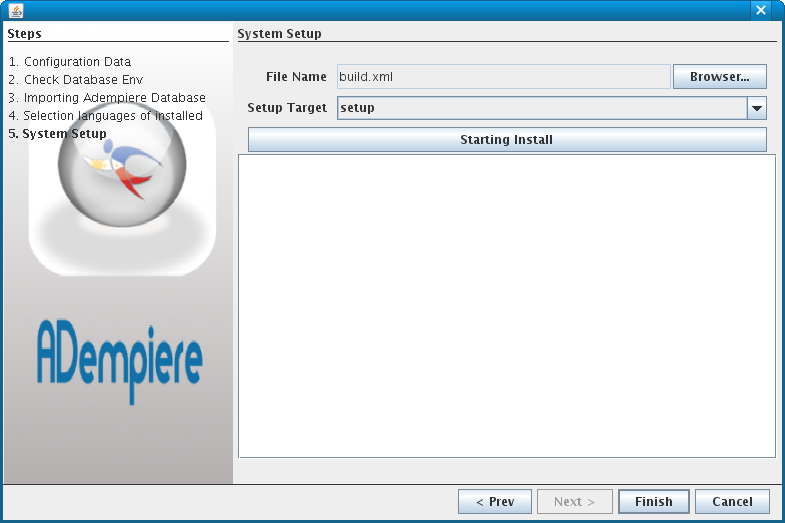 Steps
1. Configuration Data
2. Check Database Env
3. Importing Adempiere Database
4. Selection languages of installed
5. System Setup
ADempiere
System Setup
File Name build.xml Browser...
Setup Target setup
Starting Install
< Prev Next > Finish Cancel